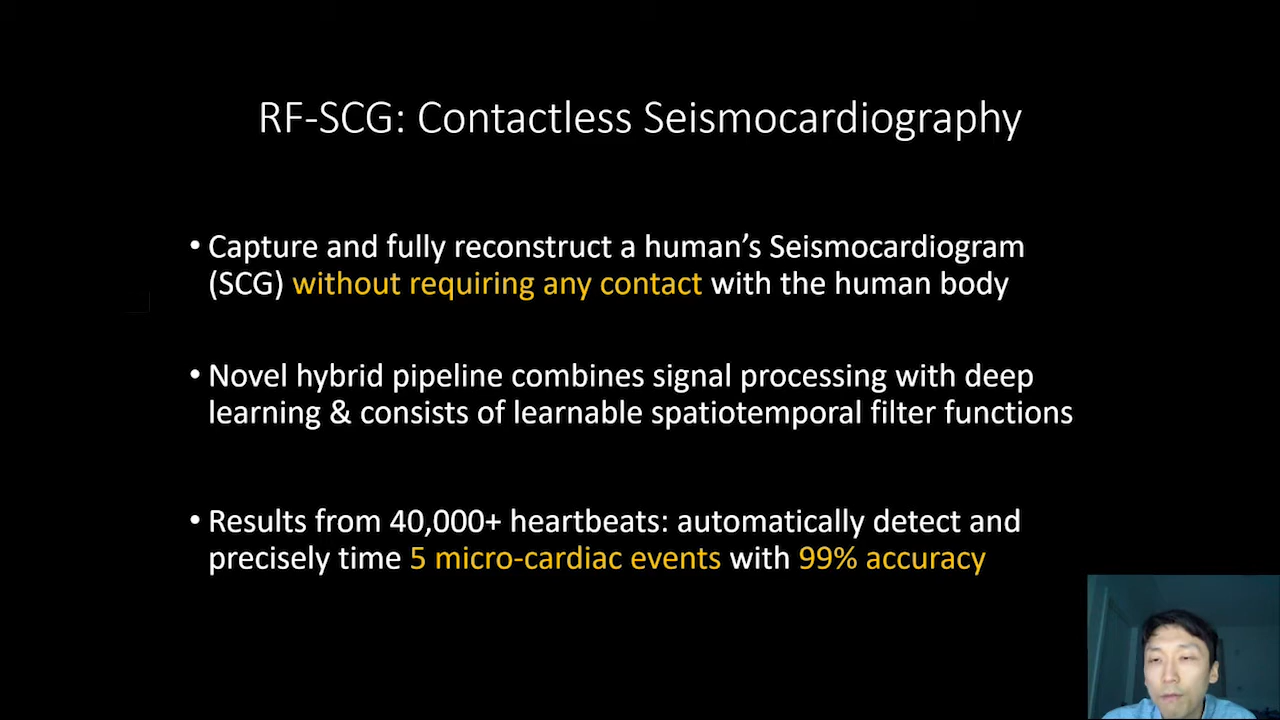 RF-SCG: Contactless Seismocardiography
• Capture and fully reconstruct a human’s Seismocardiogram
(SCG) without requiring any contact with the human body
• Novel hybrid pipeline combines signal processing with deep
learning & consists of learnable spatiotemporal filter functions
• Results from 40,000+ heartbeats: automatically detect and
precisely time 5 micro-cardiac events with 99% accuracy